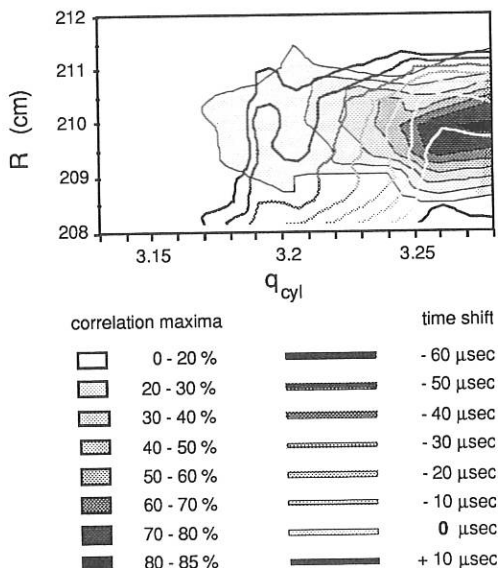 212
211
210
209
208
R (cm)
3.15
3.2
3.25
qcyl
correlation maxima
time shift
0 - 20 %
- 60 μsec
20 - 30 %
- 50 μsec
30 - 40 %
- 40 μsec
40 - 50 %
- 30 μsec
50 - 60 %
- 20 μsec
60 - 70 %
- 10 μsec
70 - 80 %
0 μsec
80 - 85 %
+ 10 μsec